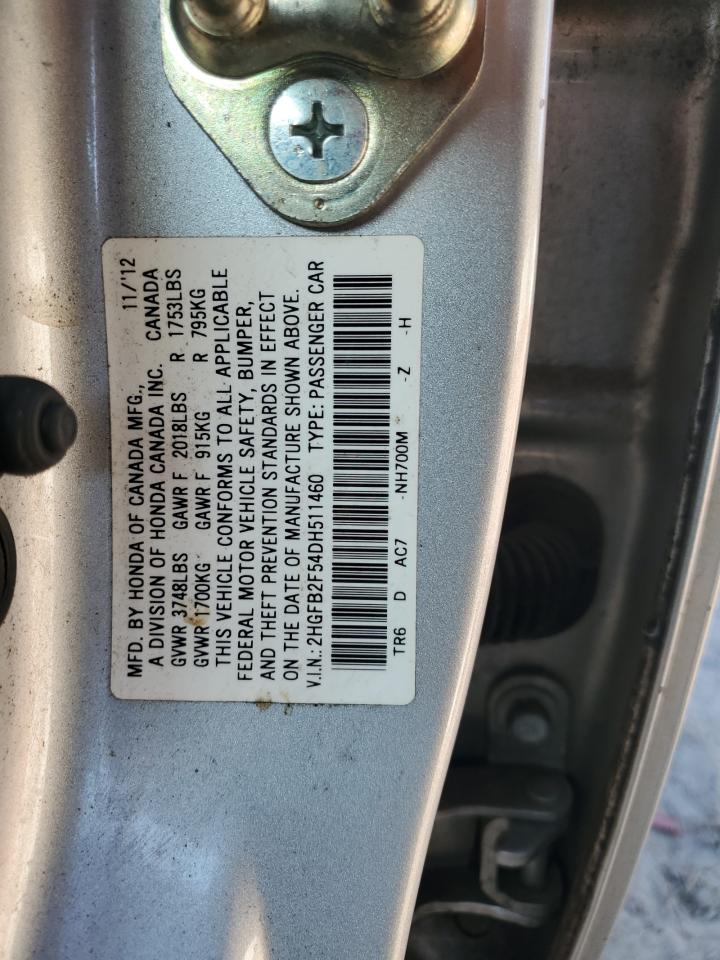 MFD. BY HONDA OF CANADA MFG., 11/'12
A DIVISION OF HONDA CANADA INC. CANADA
GVWR 3748LBS GAWR F 2018LBS R 1753LBS
GVWR 1700KG GAWR F 915KG R 795KG
THIS VEHICLE CONFORMS TO ALL APPLICABLE
FEDERAL MOTOR VEHICLE SAFETY, BUMPER,
AND THEFT PREVENTION STANDARDS IN EFFECT
ON THE DATE OF MANUFACTURE SHOWN ABOVE.
V.I.N.: 2HGFB2F54DH511460 TYPE: PASSENGER CAR
TR6 D AC7 -NH700M -Z -H